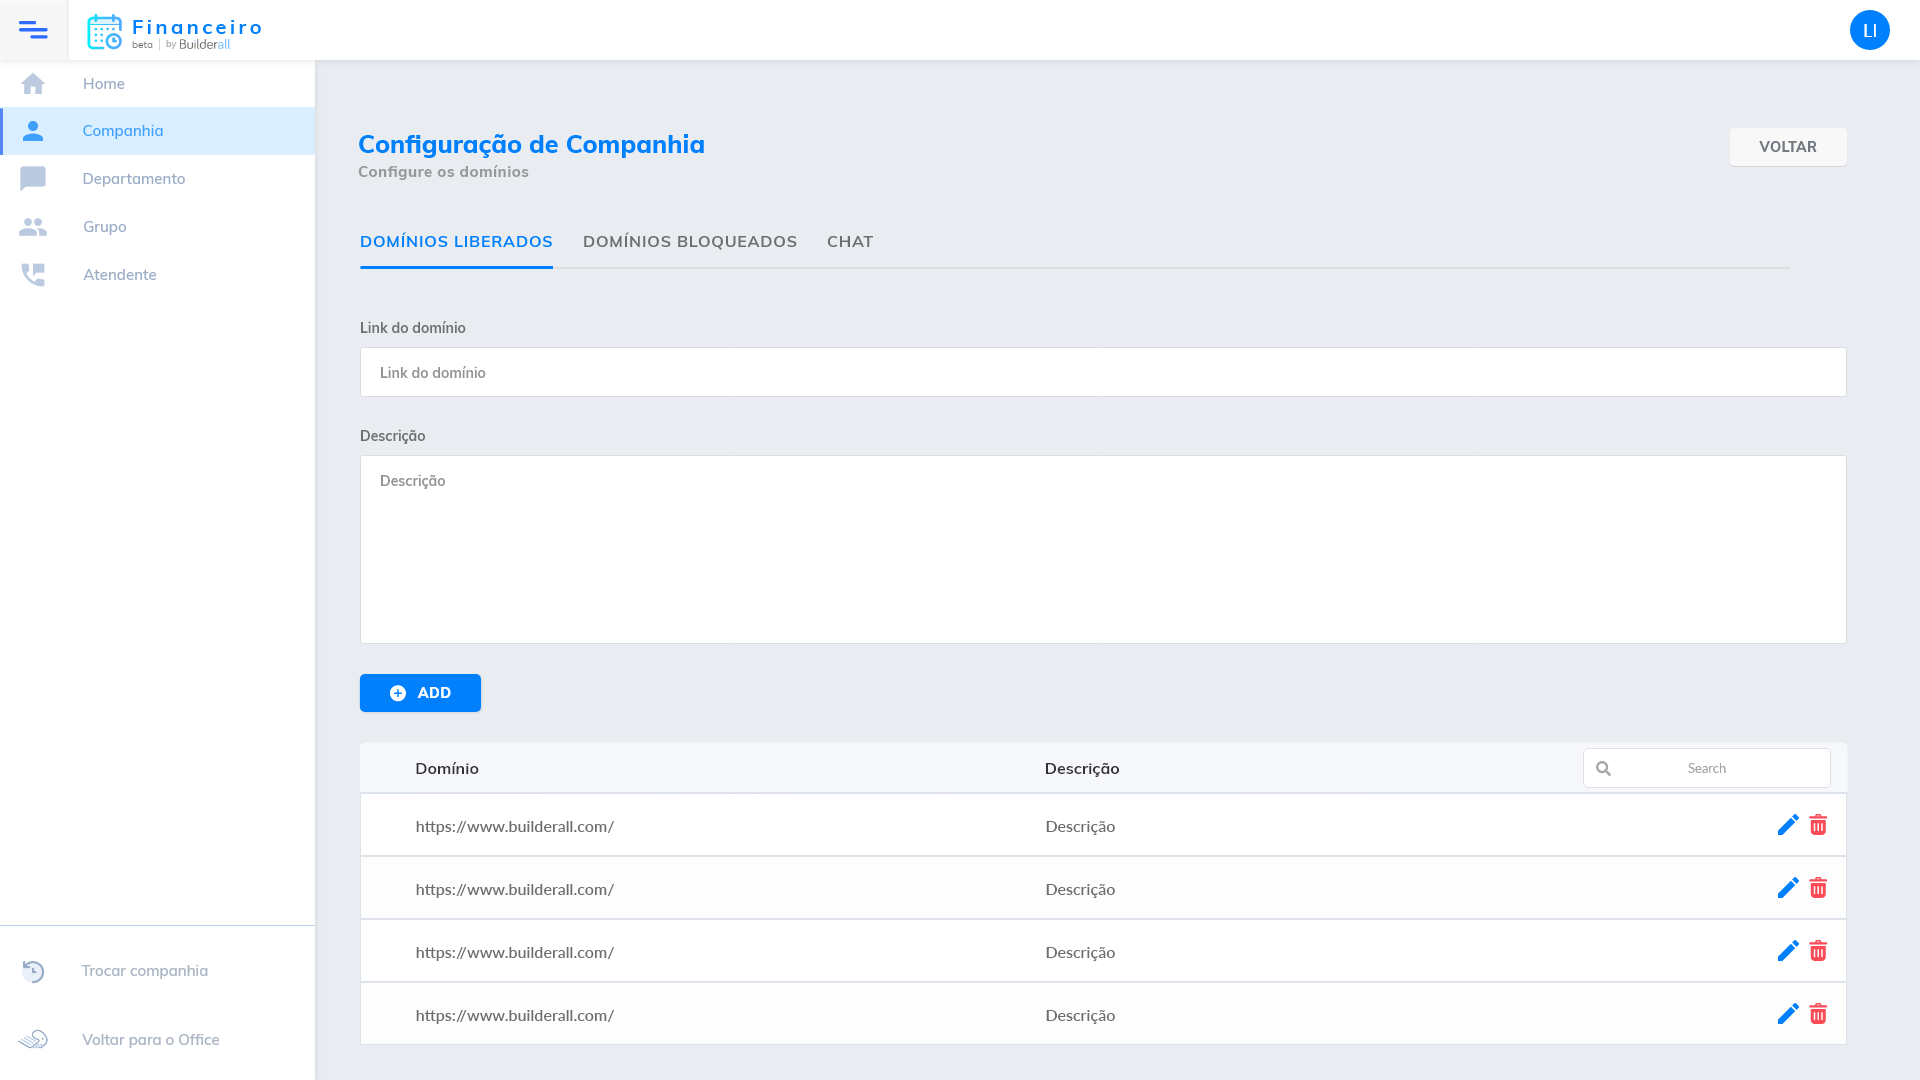 Financeiro
beta | by Builderall
LI
Home
Companhia
Departamento
Grupo
Atendente
Trocar companhia
Voltar para o Office
Configuração de Companhia
Configure os domínios
VOLTAR
DOMÍNIOS LIBERADOS DOMÍNIOS BLOQUEADOS CHAT
Link do domínio
Link do domínio
Descrição
Descrição
ADD
Domínio Descrição Search
https://www.builderall.com/ Descrição
https://www.builderall.com/ Descrição
https://www.builderall.com/ Descrição
https://www.builderall.com/ Descrição